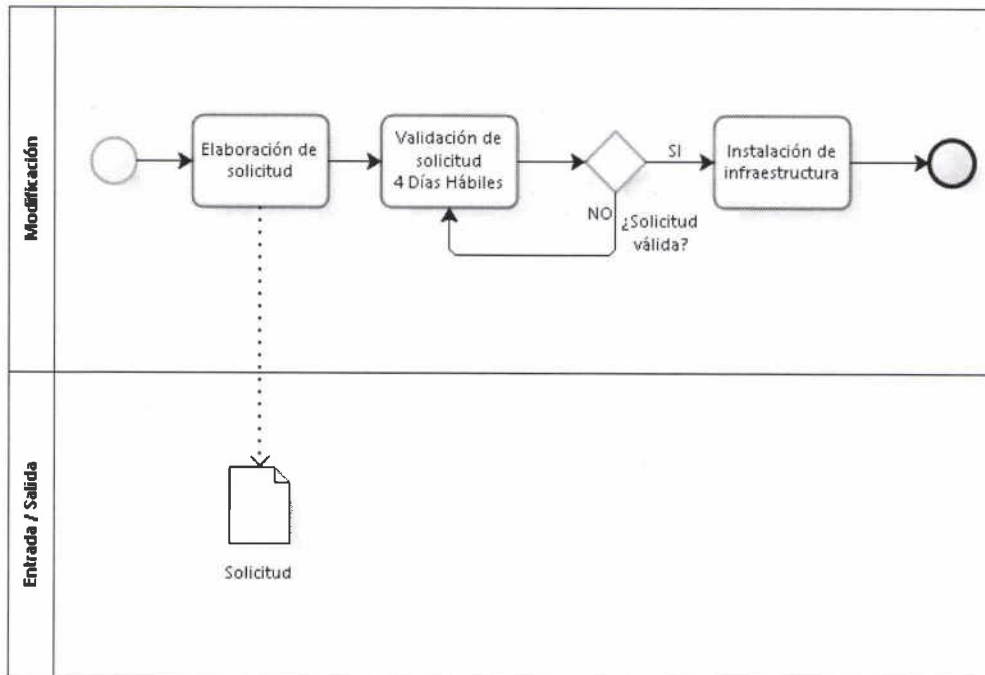 Modificación
Elaboración de
solicitud
Validación de
solicitud
4 Días Hábiles
SI
NO
¿Solicitud
válida?
Instalación de
infraestructura
Entrada / Salida
Solicitud